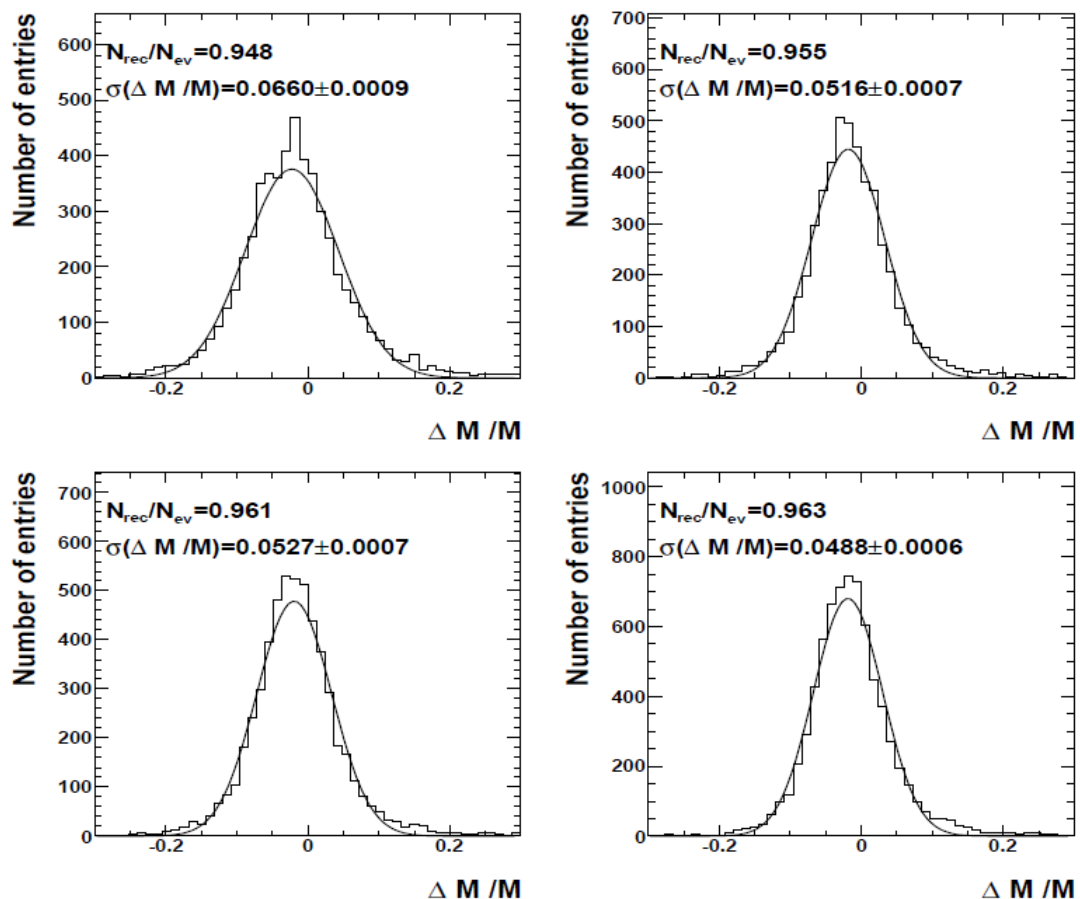 Number of entries
600
500
400
300
200
100
0
N_rec/N_ev=0.948
σ(Δ M /M)=0.0660±0.0009
-0.2
0
0.2
Δ M /M
Number of entries
700
600
500
400
300
200
100
0
N_rec/N_ev=0.955
σ(Δ M /M)=0.0516±0.0007
-0.2
0
0.2
Δ M /M
Number of entries
700
600
500
400
300
200
100
0
N_rec/N_ev=0.961
σ(Δ M /M)=0.0527±0.0007
-0.2
0
0.2
Δ M /M
Number of entries
1000
800
600
400
200
0
N_rec/N_ev=0.963
σ(Δ M /M)=0.0488±0.0006
-0.2
0
0.2
Δ M /M